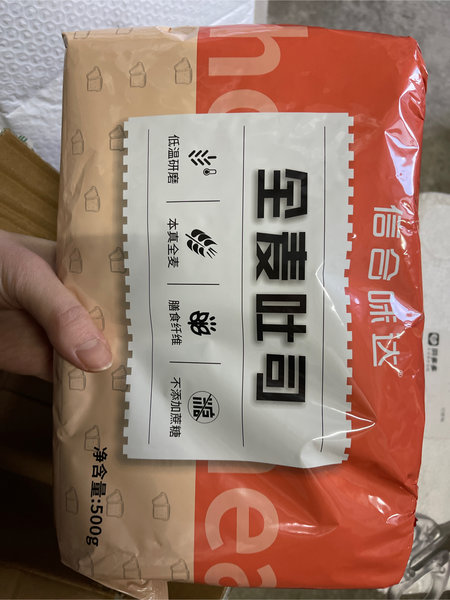 信合味达
全麦吐司
低温研磨
本真全麦
膳食纤维
不添加蔗糖
净含量:500g